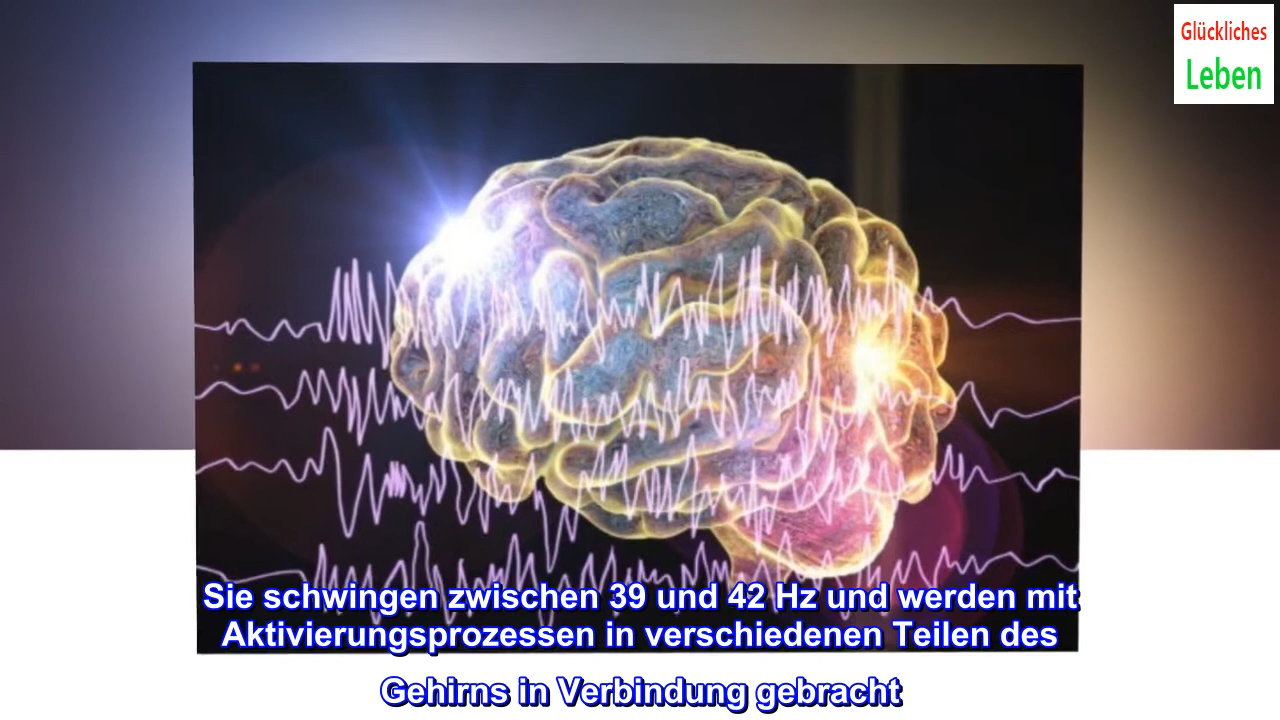 Glückliches
Leben
Sie schwingen zwischen 39 und 42 Hz und werden mit
Aktivierungsprozessen in verschiedenen Teilen des
Gehirns in Verbindung gebracht